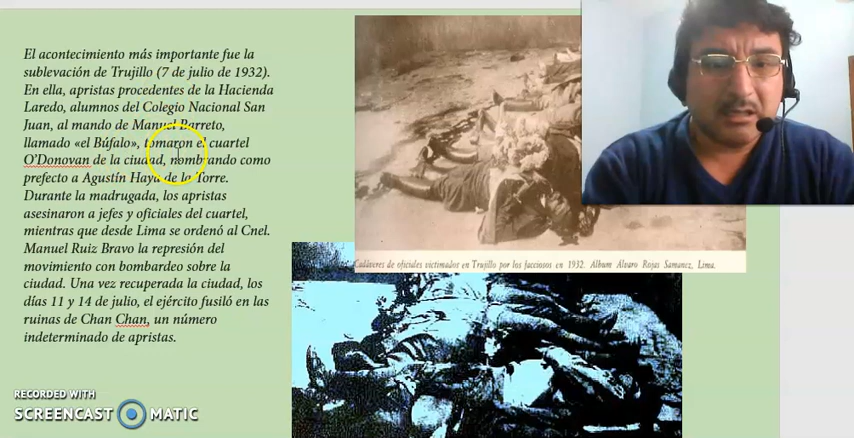 El acontecimiento más importante fue la
sublevación de Trujillo (7 de julio de 1932).
En ella, apristas procedentes de la Hacienda
Laredo, alumnos del Colegio Nacional San
Juan, al mando de Manuel Barreto,
llamado «el Búfalo», tomaron el cuartel
O'Donovan de la ciudad, nombrando como
prefecto a Agustín Haya de la Torre.
Durante la madrugada, los apristas
asesinaron a jefes y oficiales del cuartel,
mientras que desde Lima se ordenó al Cnel.
Manuel Ruiz Bravo la represión del
movimiento con bombardeo sobre la
ciudad. Una vez recuperada la ciudad, los
días 11 y 14 de julio, el ejército fusiló en las
ruinas de Chan Chan, un número
indeterminado de apristas.
Cadáveres de oficiales victimados en Trujillo por los facciosos en 1932. Album Alvaro Rojas Samanez, Lima.
RECORDED WITH
SCREENCAST MATIC